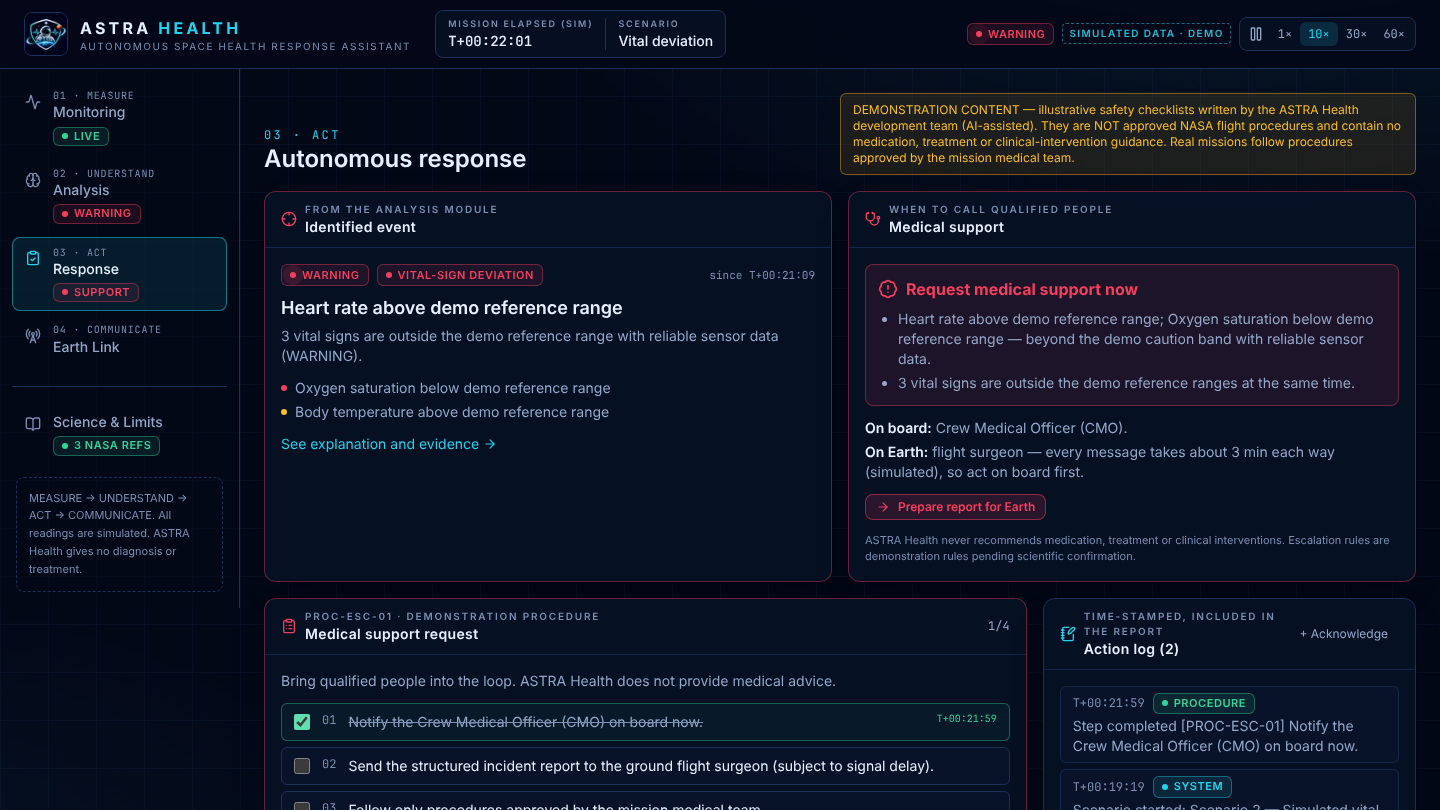 ASTRA HEALTH
AUTONOMOUS SPACE HEALTH RESPONSE ASSISTANT
MISSION ELAPSED (SIM)
T+00:22:01
SCENARIO
Vital deviation
WARNING
SIMULATED DATA · DEMO
1×
10×
30×
60×
01 · MEASURE
Monitoring
LIVE
02 · UNDERSTAND
Analysis
WARNING
03 · ACT
Response
SUPPORT
04 · COMMUNICATE
Earth Link
Science & Limits
3 NASA REFS
MEASURE → UNDERSTAND →
ACT → COMMUNICATE. All
readings are simulated. ASTRA
Health gives no diagnosis or
treatment.
03 · ACT
Autonomous response
DEMONSTRATION CONTENT — illustrative safety checklists written by the ASTRA Health
development team (AI-assisted). They are NOT approved NASA flight procedures and contain no
medication, treatment or clinical-intervention guidance. Real missions follow procedures
approved by the mission medical team.
FROM THE ANALYSIS MODULE
Identified event
WARNING
VITAL-SIGN DEVIATION
since T+00:21:09
Heart rate above demo reference range
3 vital signs are outside the demo reference range with reliable sensor data
(WARNING).
Oxygen saturation below demo reference range
Body temperature above demo reference range
See explanation and evidence →
WHEN TO CALL QUALIFIED PEOPLE
Medical support
Request medical support now
Heart rate above demo reference range; Oxygen saturation below demo
reference range — beyond the demo caution band with reliable sensor
data.
3 vital signs are outside the demo reference ranges at the same time.
On board: Crew Medical Officer (CMO).
On Earth: flight surgeon — every message takes about 3 min each way
(simulated), so act on board first.
→ Prepare report for Earth
ASTRA Health never recommends medication, treatment or clinical interventions. Escalation rules are
demonstration rules pending scientific confirmation.
PROC-ESC-01 · DEMONSTRATION PROCEDURE
Medical support request
1/4
Bring qualified people into the loop. ASTRA Health does not provide medical advice.
01 Notify the Crew Medical Officer (CMO) on board now.
T+00:21:59
02 Send the structured incident report to the ground flight surgeon (subject to signal delay).
03 Follow only procedures approved by the mission medical team.
TIME-STAMPED, INCLUDED IN
THE REPORT
Action log (2)
+ Acknowledge
T+00:21:59 PROCEDURE
Step completed [PROC-ESC-01] Notify the
Crew Medical Officer (CMO) on board now.
T+00:19:19 SYSTEM
Scenario started: Scenario 2 — Simulated vital